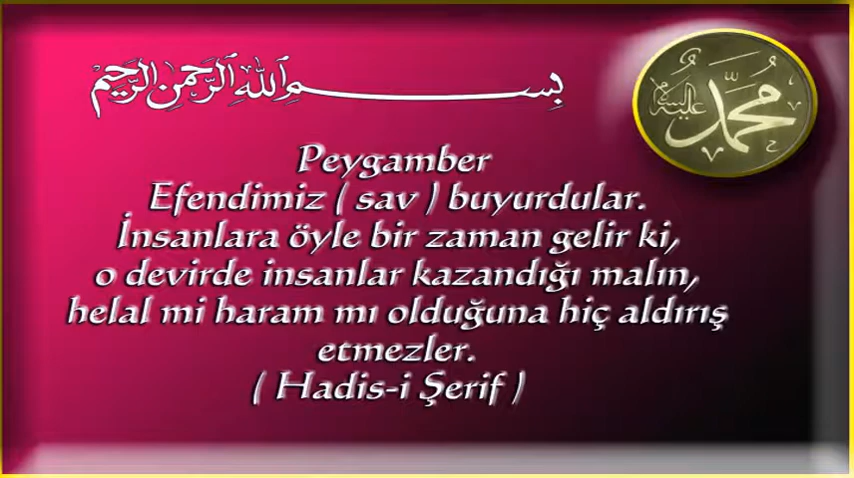 بسم الله الرحمن الرحيم
محمد
عليه السلام
Peygamber
Efendimiz ( sav ) buyurdular.
İnsanlara öyle bir zaman gelir ki,
o devirde insanlar kazandığı malın,
helal mi haram mı olduğuna hiç aldırış
etmezler.
( Hadis-i Şerif )